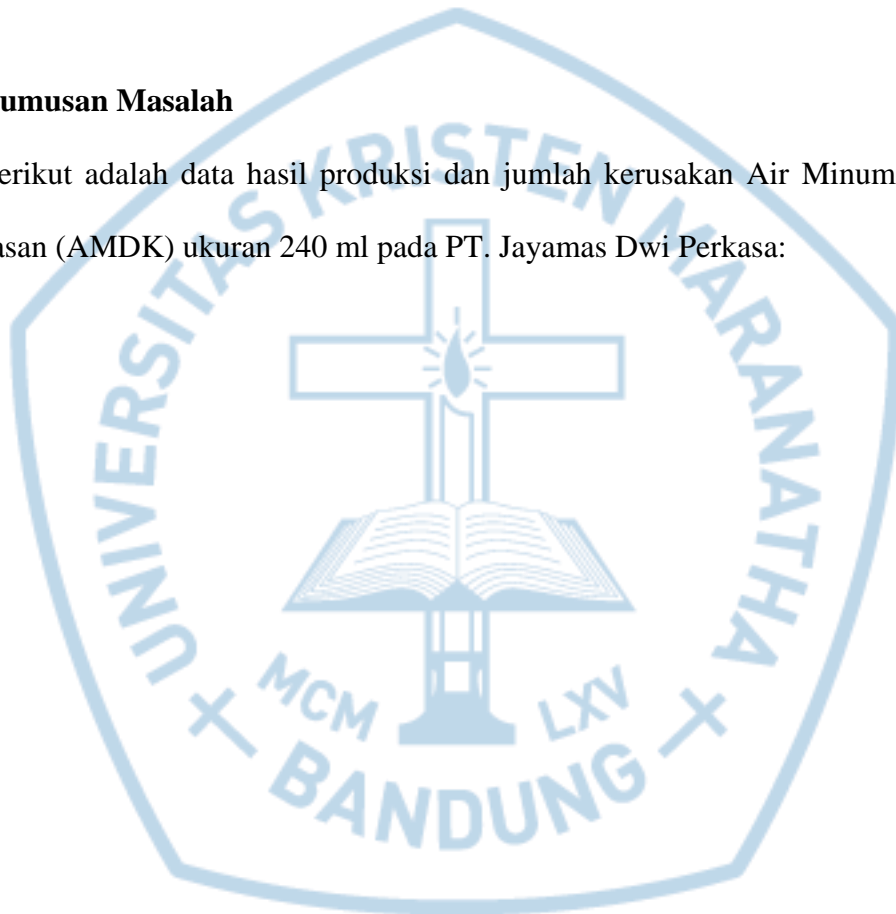 umusan Masalah
erikut adalah data hasil produksi dan jumlah kerusakan Air Minum
asan (AMDK) ukuran 240 ml pada PT. Jayamas Dwi Perkasa:
UNIVERSITAS KRISTEN MARANATHA
MCM LXV
BANDUNG